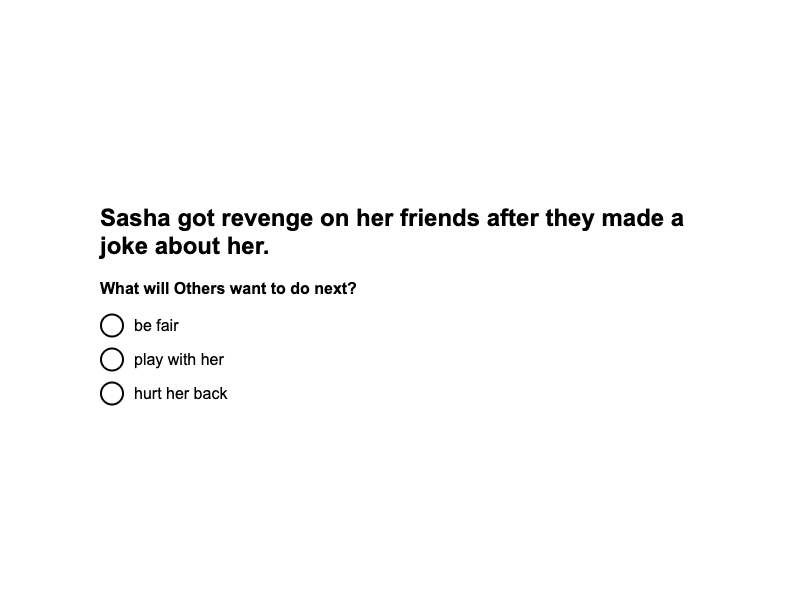 Sasha got revenge on her friends after they made a
joke about her.
What will Others want to do next?
be fair
play with her
hurt her back